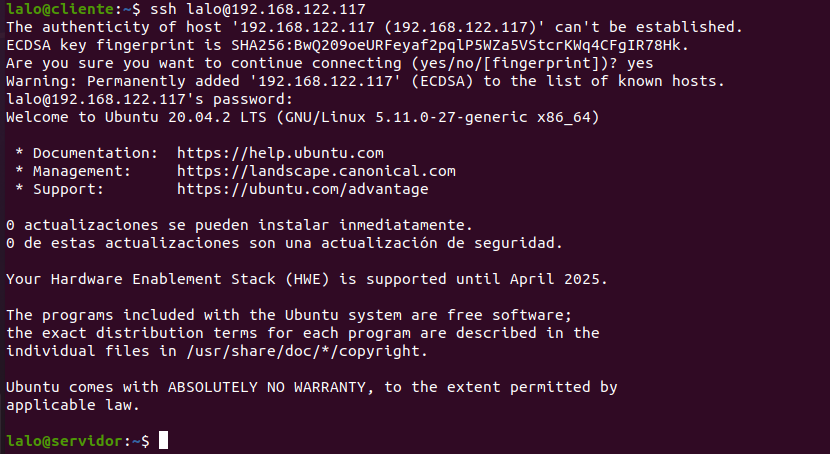 lalo@cliente:~$ ssh lalo@192.168.122.117
The authenticity of host '192.168.122.117 (192.168.122.117)' can't be established.
ECDSA key fingerprint is SHA256:BwQ209oeURFeyaf2pqlP5WZa5VStcrKWq4CFgIR78Hk.
Are you sure you want to continue connecting (yes/no/[fingerprint])? yes
Warning: Permanently added '192.168.122.117' (ECDSA) to the list of known hosts.
lalo@192.168.122.117's password:
Welcome to Ubuntu 20.04.2 LTS (GNU/Linux 5.11.0-27-generic x86_64)

 * Documentation:  https://help.ubuntu.com
 * Management:     https://landscape.canonical.com
 * Support:        https://ubuntu.com/advantage

0 actualizaciones se pueden instalar inmediatamente.
0 de estas actualizaciones son una actualización de seguridad.

Your Hardware Enablement Stack (HWE) is supported until April 2025.

The programs included with the Ubuntu system are free software;
the exact distribution terms for each program are described in the
individual files in /usr/share/doc/*/copyright.

Ubuntu comes with ABSOLUTELY NO WARRANTY, to the extent permitted by
applicable law.

lalo@servidor:~$